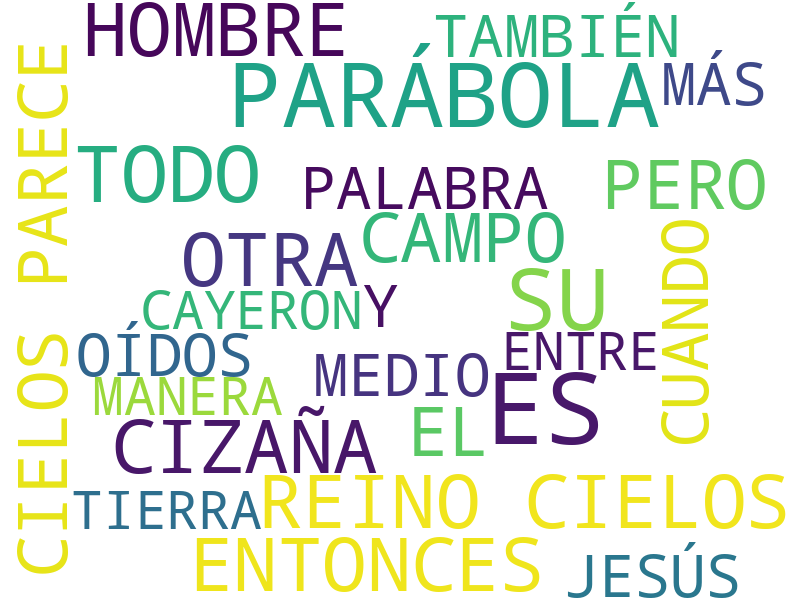 HOMBRE
TAMBIÉN
PARÁBOLA
MÁS
TODO
PALABRA
PERO
CAMPO
OTRA
SU
CAYERON
Y
OÍDOS
MEDIO
ENTRE
MANERA
ES
EL
CIZAÑA
REINO CIELOS
TIERRA
ENTONCES
JESÚS
CIELOS PARECE
CUANDO